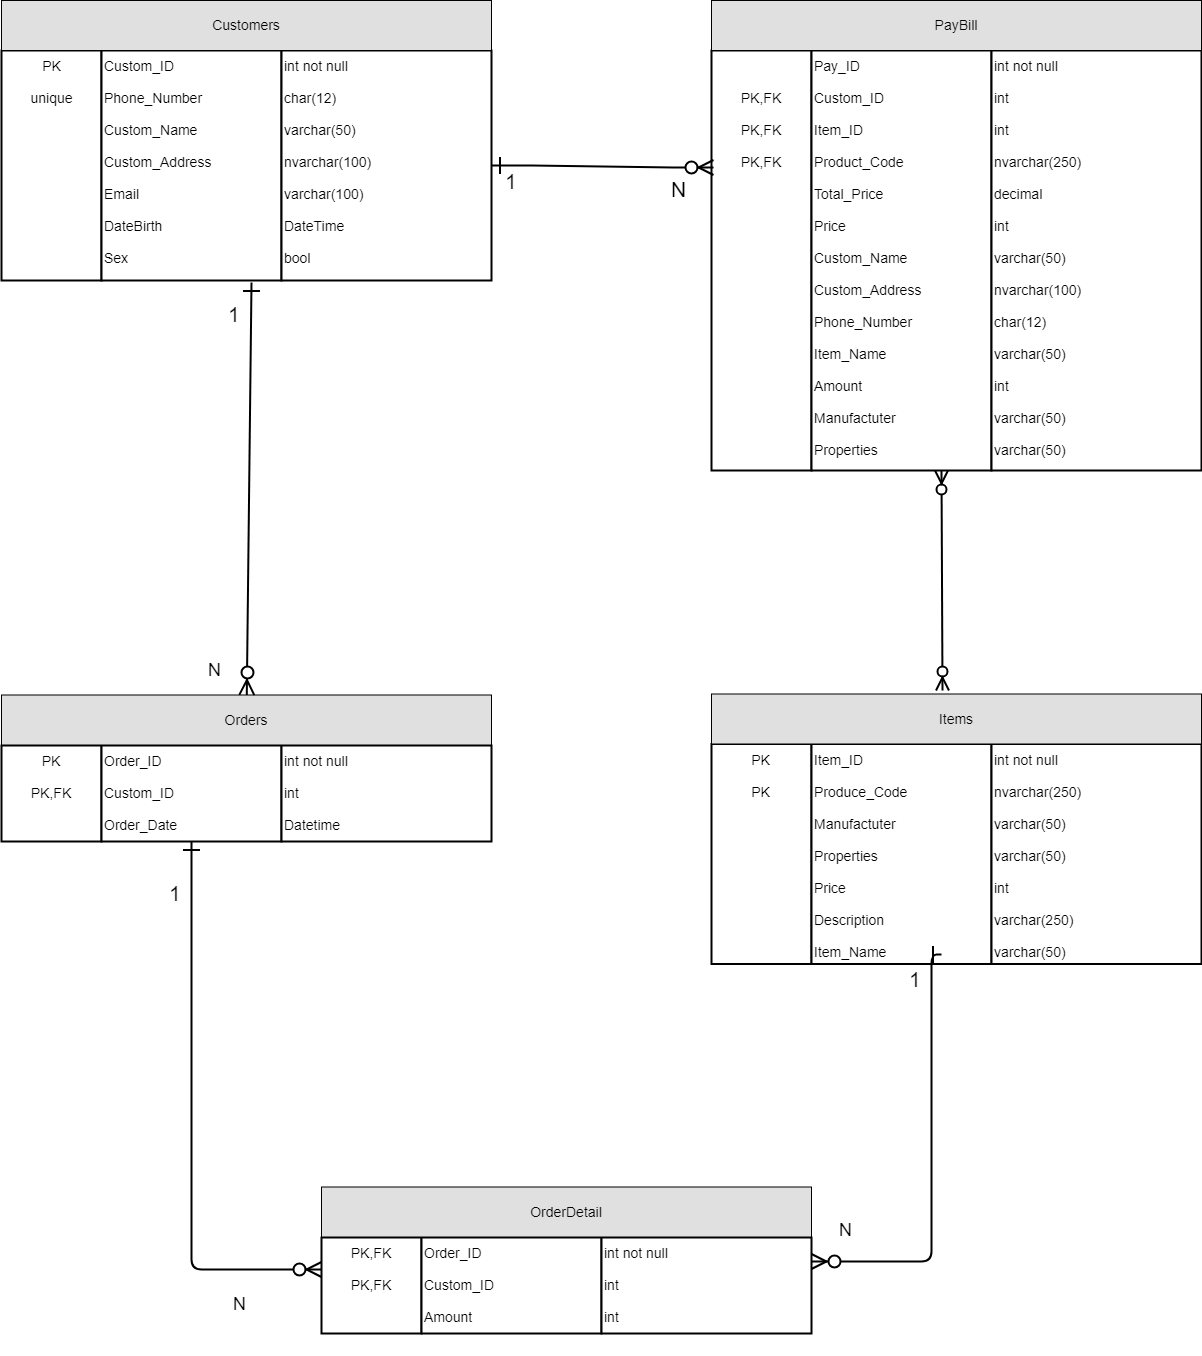 Customers
PK Custom_ID int not null
unique Phone_Number char(12)
Custom_Name varchar(50)
Custom_Address nvarchar(100)
Email varchar(100)
DateBirth DateTime
Sex bool
PayBill
Pay_ID int not null
PK,FK Custom_ID int
PK,FK Item_ID int
PK,FK Product_Code nvarchar(250)
Total_Price decimal
Price int
Custom_Name varchar(50)
Custom_Address nvarchar(100)
Phone_Number char(12)
Item_Name varchar(50)
Amount int
Manufactuter varchar(50)
Properties varchar(50)
1
N
1
N
Orders
PK Order_ID int not null
PK,FK Custom_ID int
Order_Date Datetime
Items
PK Item_ID int not null
PK Produce_Code nvarchar(250)
Manufactuter varchar(50)
Properties varchar(50)
Price int
Description varchar(250)
Item_Name varchar(50)
1
1
N
N
OrderDetail
PK,FK Order_ID int not null
PK,FK Custom_ID int
Amount int